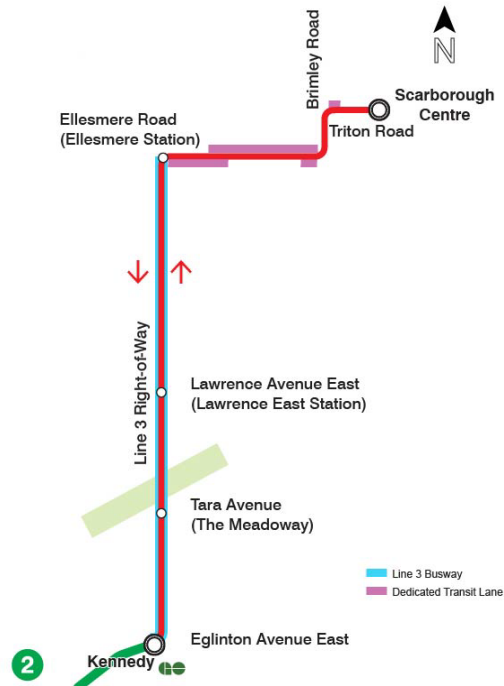 Brimley Road
N
Scarborough
Centre
Ellesmere Road
(Ellesmere Station)
Triton Road
Line 3 Right-of-Way
Lawrence Avenue East
(Lawrence East Station)
Tara Avenue
(The Meadoway)
Line 3 Busway
Dedicated Transit Lane
Eglinton Avenue East
2
Kennedy
GO